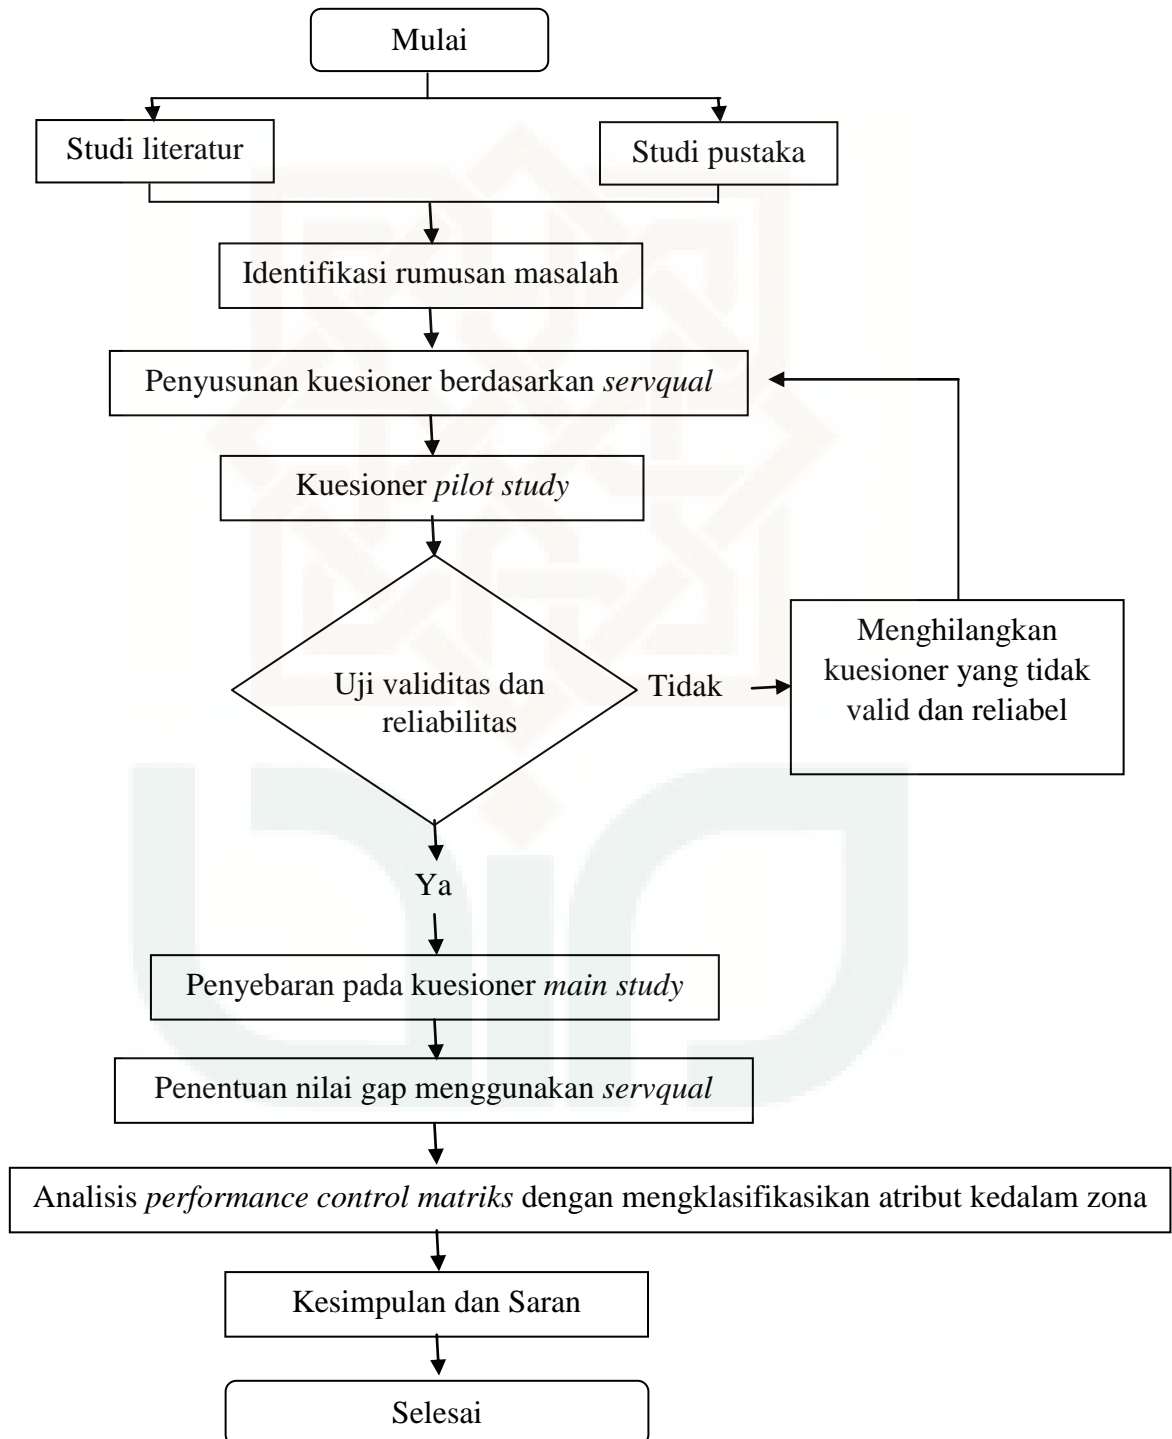 Mulai
Studi literatur
Studi pustaka
Identifikasi rumusan masalah
Penyusunan kuesioner berdasarkan servqual
Kuesioner pilot study
Uji validitas dan
reliabilitas
Tidak
Menghilangkan
kuesioner yang tidak
valid dan reliabel
Ya
Penyebaran pada kuesioner main study
Penentuan nilai gap menggunakan servqual
Analisis performance control matriks dengan mengklasifikasikan atribut kedalam zona
Kesimpulan dan Saran
Selesai